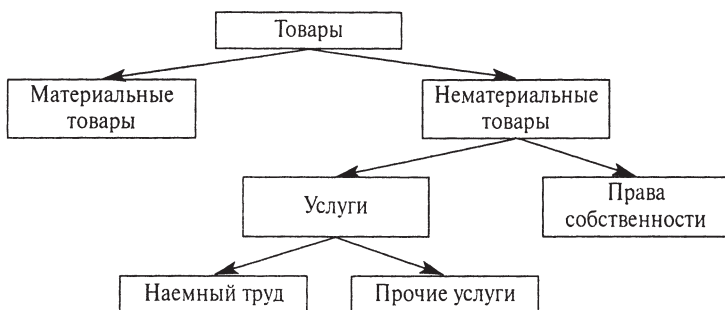 Товары
Материальные
товары
Нематериальные
товары
Услуги
Права
собственности
Наемный труд
Прочие услуги